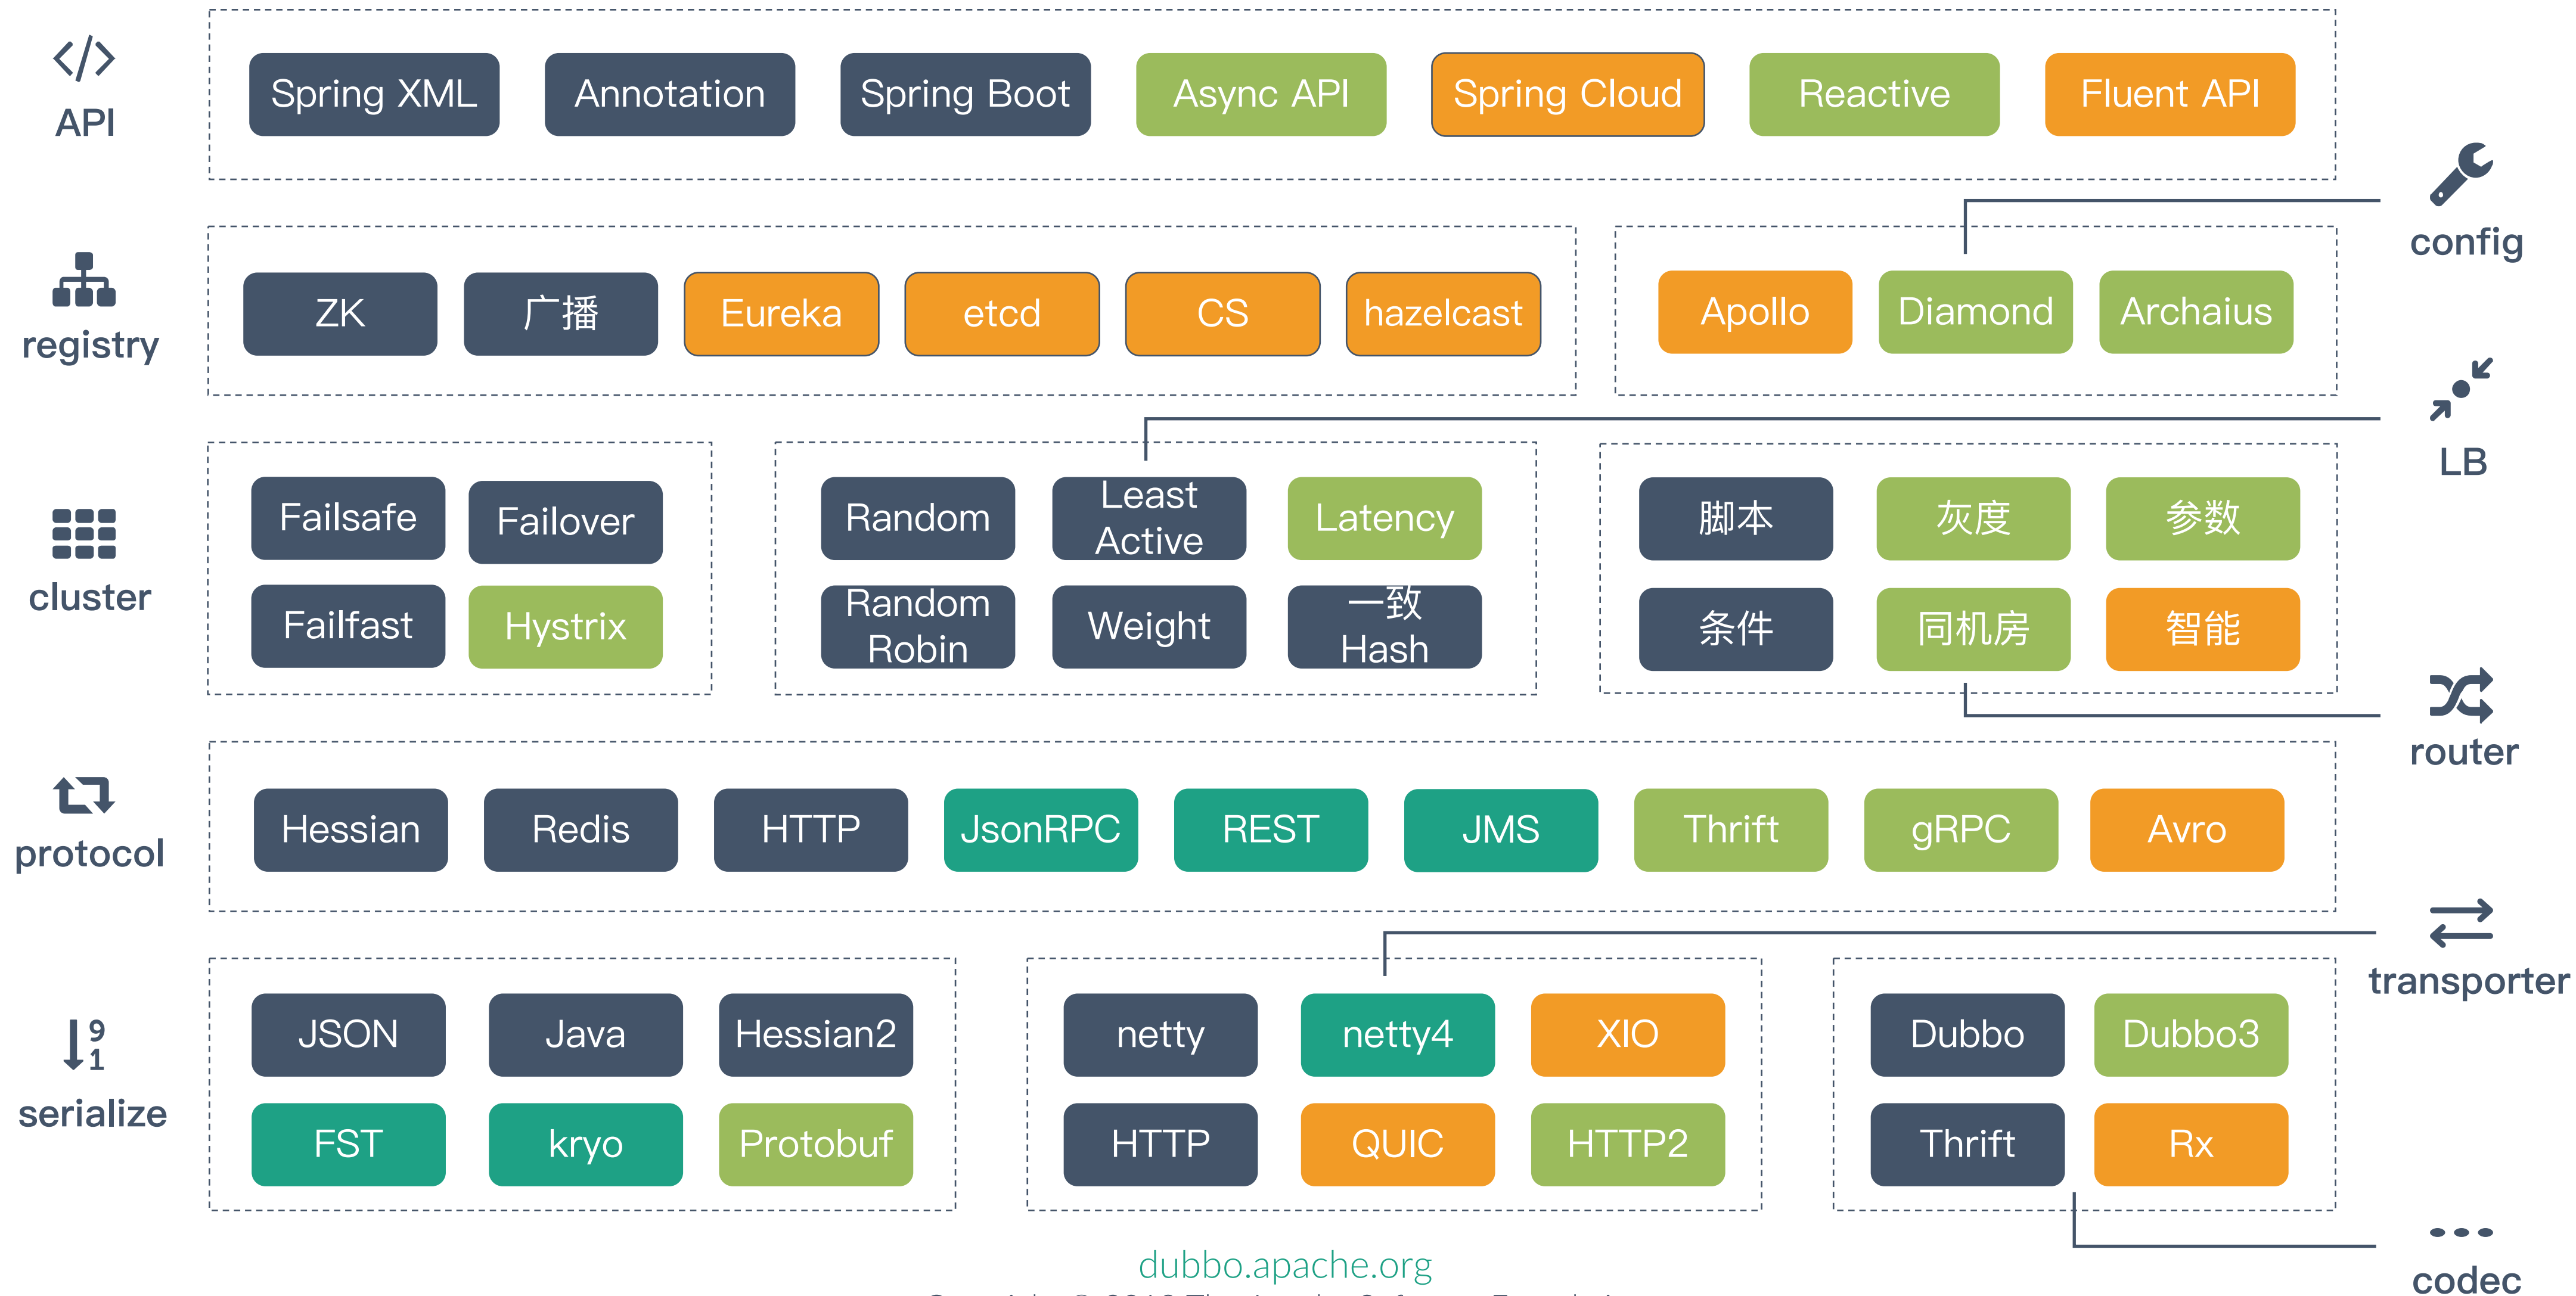 API
Spring XML
Annotation
Spring Boot
Async API
Spring Cloud
Reactive
Fluent API
config
registry
ZK
广播
Eureka
etcd
CS
hazelcast
Apollo
Diamond
Archaius
LB
cluster
Failsafe
Failover
Failfast
Hystrix
Random
Least
Active
Latency
Random
Robin
Weight
一致
Hash
脚本
灰度
参数
条件
同机房
智能
router
protocol
Hessian
Redis
HTTP
JsonRPC
REST
JMS
Thrift
gRPC
Avro
transporter
serialize
9
1
JSON
Java
Hessian2
FST
kryo
Protobuf
netty
netty4
XIO
HTTP
QUIC
HTTP2
Dubbo
Dubbo3
Thrift
Rx
codec
dubbo.apache.org